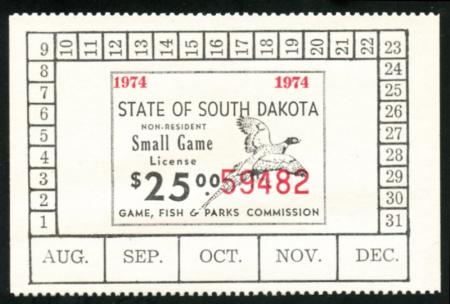 9 10 11 12 13 14 15 16 17 18 19 20 21 22 23
8 24
7 25
1974 1974
6 26
STATE OF SOUTH DAKOTA
5 27
NON-RESIDENT
Small Game
4 28
License
3 29
$25.00 59482
2 30
GAME, FISH & PARKS COMMISSION
1 31
AUG. SEP. OCT. NOV. DEC.